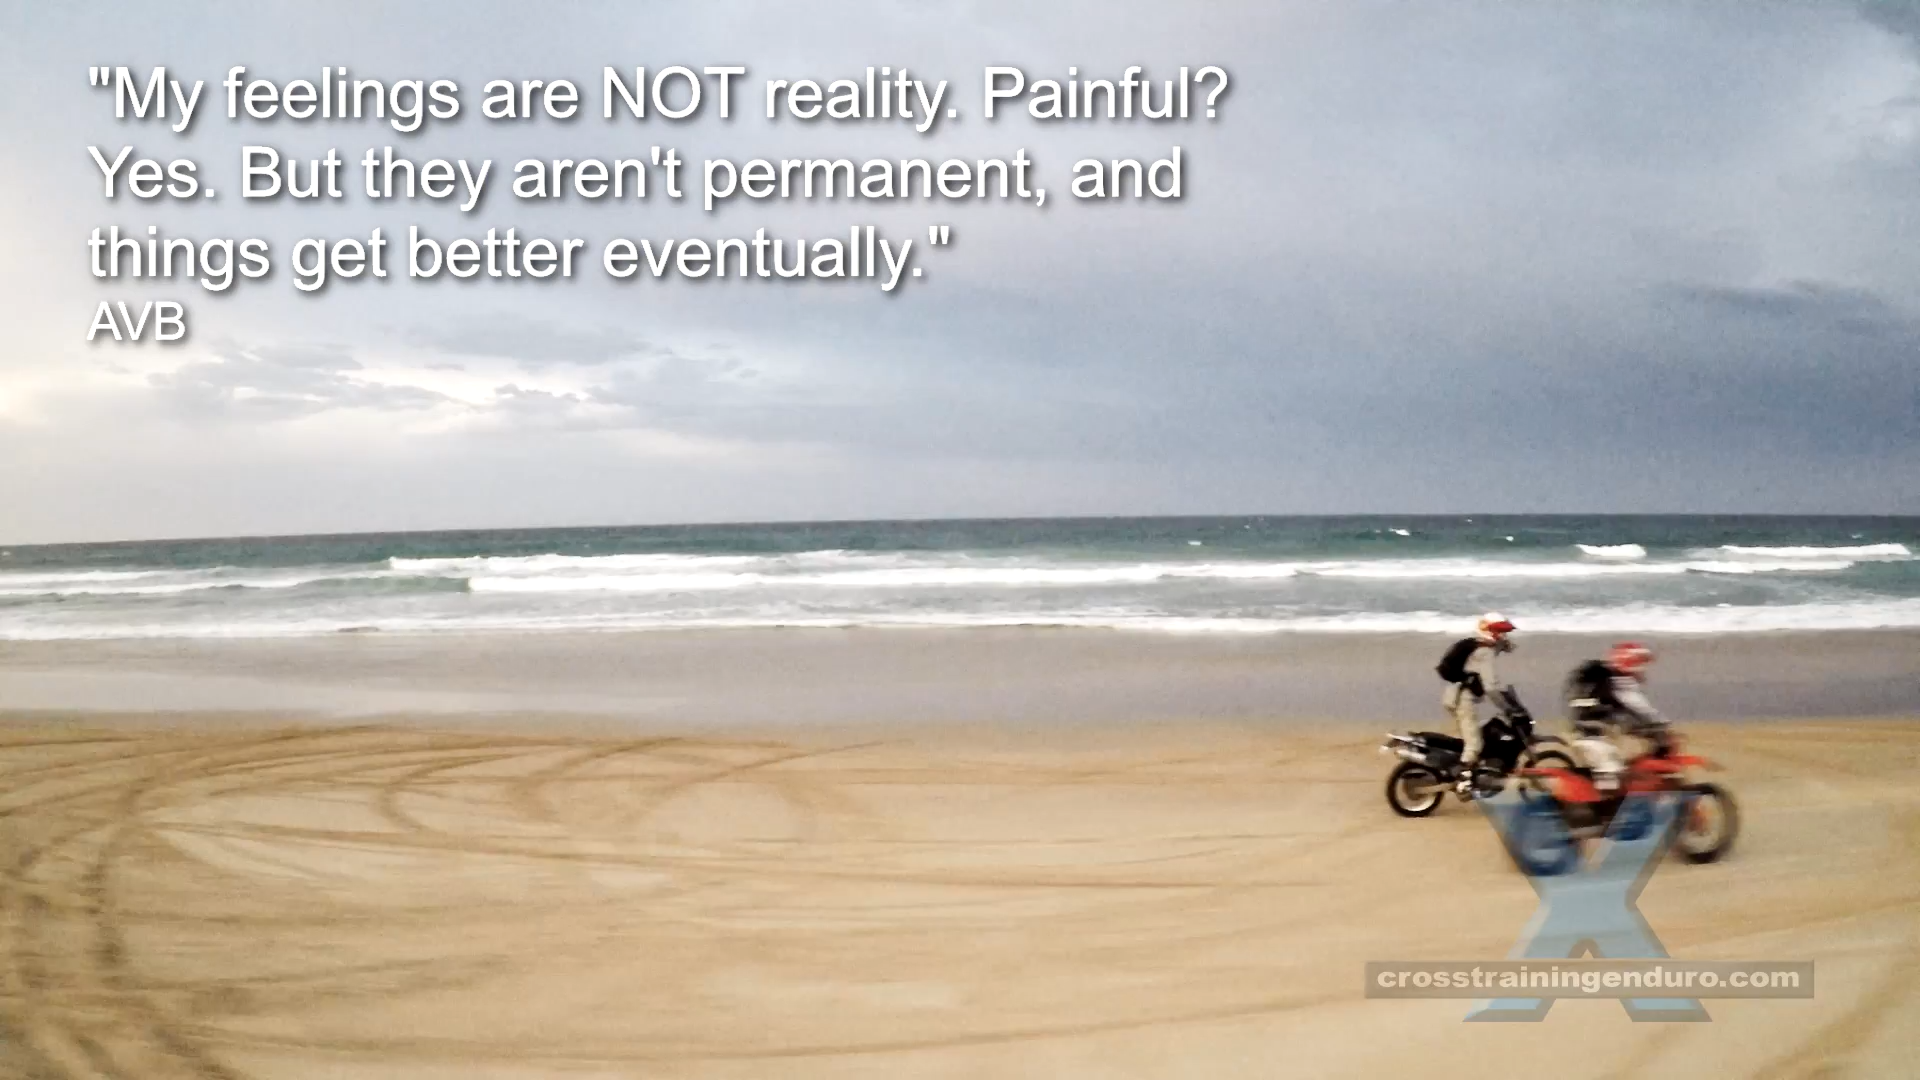 "My feelings are NOT reality. Painful?
Yes. But they aren't permanent, and
things get better eventually."
AVB
X
crosstrainingenduro.com